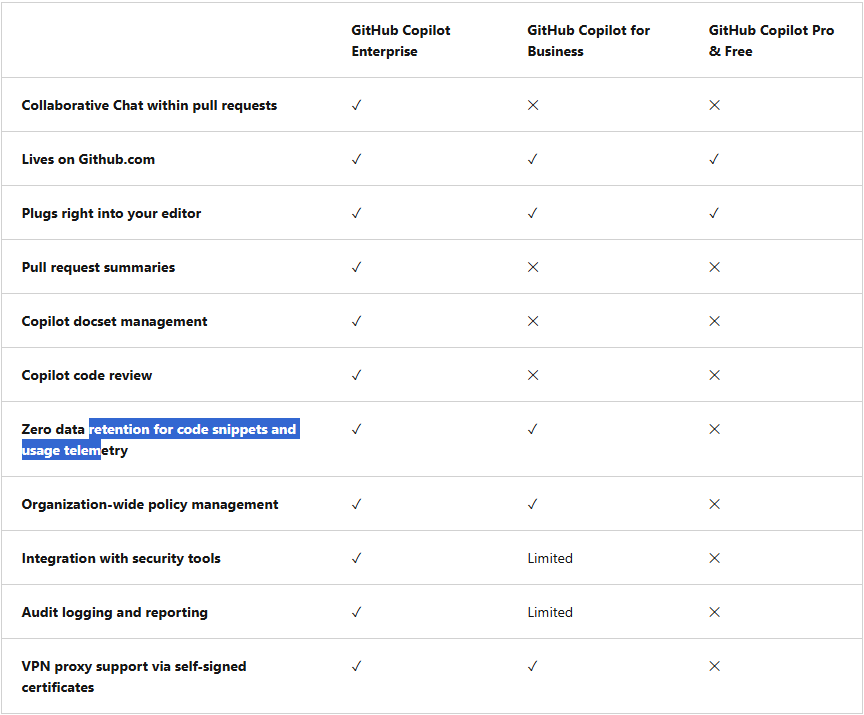 GitHub Copilot Enterprise GitHub Copilot for Business GitHub Copilot Pro & Free
Collaborative Chat within pull requests ✓ ✕ ✕
Lives on Github.com ✓ ✓ ✓
Plugs right into your editor ✓ ✓ ✓
Pull request summaries ✓ ✕ ✕
Copilot docset management ✓ ✕ ✕
Copilot code review ✓ ✕ ✕
Zero data retention for code snippets and ✓ ✓ ✕
usage telemetry
Organization-wide policy management ✓ ✓ ✕
Integration with security tools ✓ Limited ✕
Audit logging and reporting ✓ Limited ✕
VPN proxy support via self-signed ✓ ✓ ✕
certificates